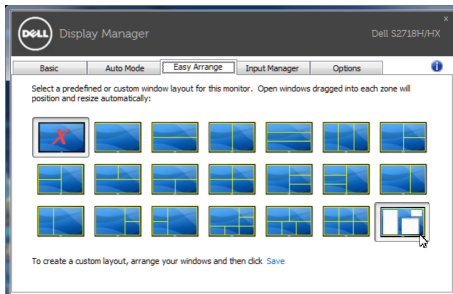 DELL Display Manager
Dell S2718H/HX
x
Basic Auto Mode Easy Arrange Input Manager Options i
Select a predefined or custom window layout for this monitor. Open windows dragged into each zone will
position and resize automatically:
X
To create a custom layout, arrange your windows and then click Save